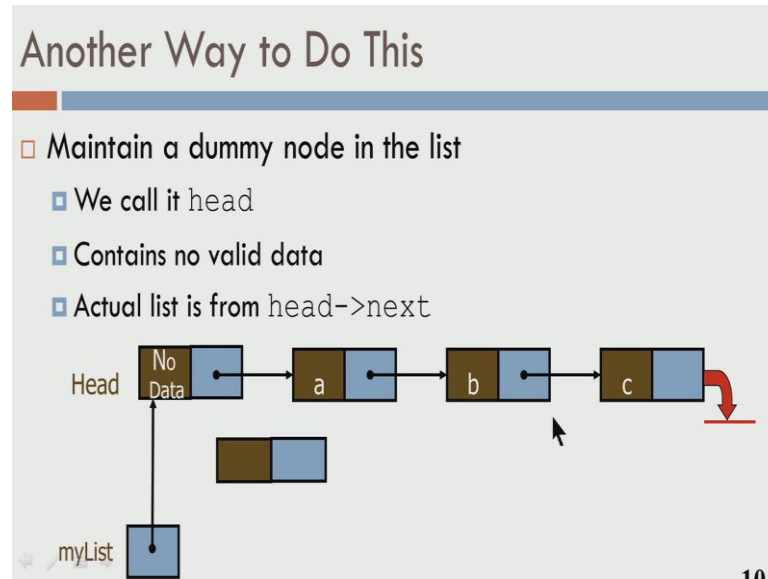 Another Way to Do This
Maintain a dummy node in the list
We call it head
Contains no valid data
Actual list is from head->next
Head
No
Data
a
b
c
myList
10